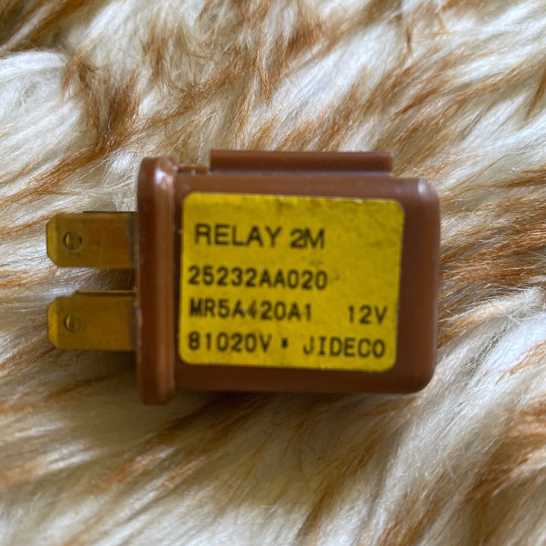 RELAY 2M
25232AA020
MR5A420A1 12V
81020V ▪ JIDECO